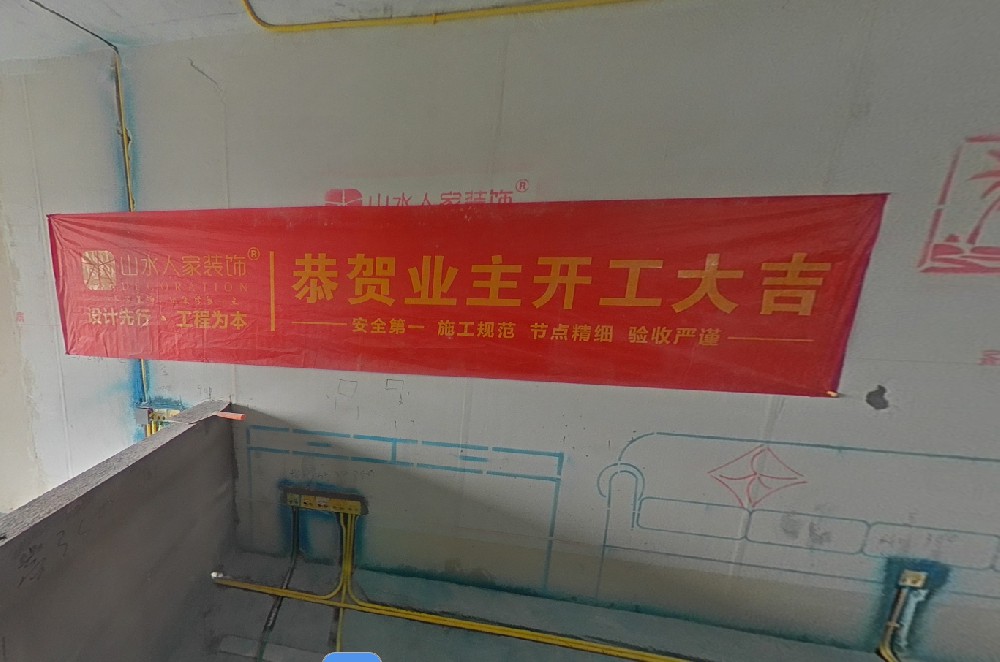 山水人家装饰®
山水人家装饰®
DECORATION
设计先行·工程为本
恭贺业主开工大吉
安全第一 施工规范 节点精细 验收严谨